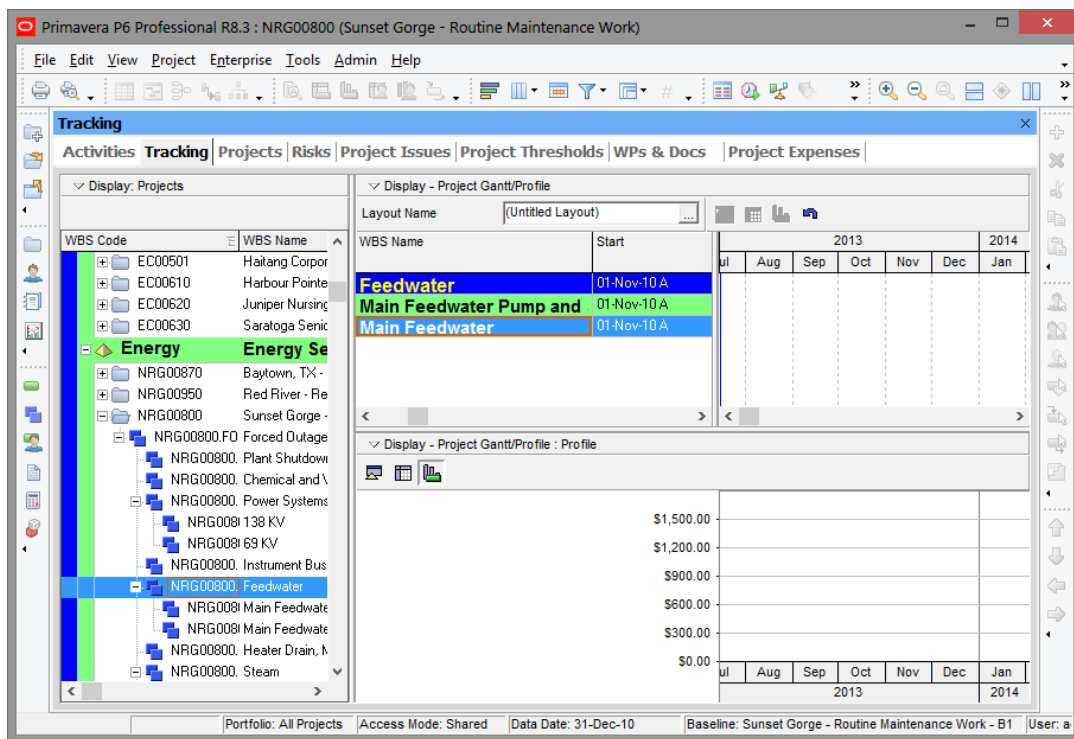 Primavera P6 Professional R8.3 : NRG00800 (Sunset Gorge - Routine Maintenance Work)
File Edit View Project Enterprise Tools Admin Help
Tracking
Activities Tracking Projects Risks Project Issues Project Thresholds WPs & Docs Project Expenses
Display: Projects
Display - Project Gantt/Profile
Layout Name (Untitled Layout) ...
WBS Code WBS Name
WBS Name Start
2013 2014
ul Aug Sep Oct Nov Dec Jan
EC00501 Haitang Corpor
EC00610 Harbour Pointe
EC00620 Juniper Nursing
EC00630 Saratoga Senic
Energy Energy Se
NRG00870 Baytown, TX -
NRG00950 Red River - Re
NRG00800 Sunset Gorge -
NRG00800.FO Forced Outage
NRG00800. Plant Shutdow
NRG00800. Chemical and
NRG00800. Power Systems
NRG008 138 KV
NRG008 69 KV
NRG00800. Instrument Bus
NRG00800. Feedwater
NRG008 Main Feedwate
NRG008 Main Feedwate
NRG00800. Heater Drain,
NRG00800. Steam
Feedwater 01-Nov-10 A
Main Feedwater Pump and 01-Nov-10 A
Main Feedwater 01-Nov-10 A
Display - Project Gantt/Profile : Profile
$1,500.00
$1,200.00
$900.00
$600.00
$300.00
$0.00
ul Aug Sep Oct Nov Dec Jan
2013 2014
Portfolio: All Projects Access Mode: Shared Data Date: 31-Dec-10 Baseline: Sunset Gorge - Routine Maintenance Work - B1 User: a